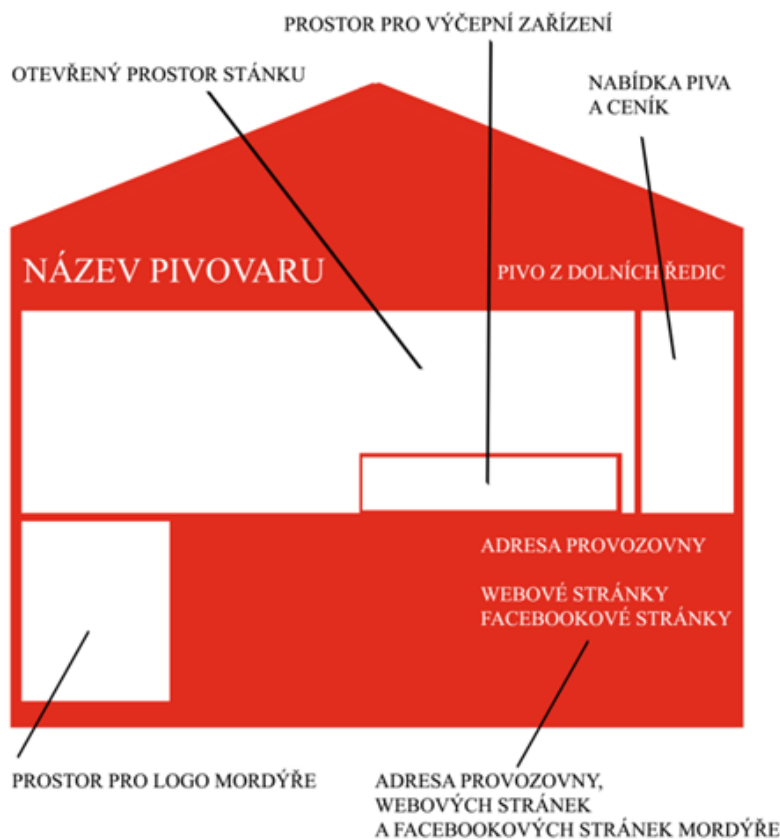 PROSTOR PRO VÝČEPNÍ ZAŘÍZENÍ
OTEVŘENÝ PROSTOR STÁNKU
NABÍDKA PIVA
A CENÍK
NÁZEV PIVOVARU
PIVO Z DOLNÍCH ŘEDIC
ADRESA PROVOZOVNY
WEBOVÉ STRÁNKY
FACEBOOKOVÉ STRÁNKY
PROSTOR PRO LOGO MORDÝŘE
ADRESA PROVOZOVNY,
WEBOVÝCH STRÁNEK
A FACEBOOKOVÝCH STRÁNEK MORDÝŘE